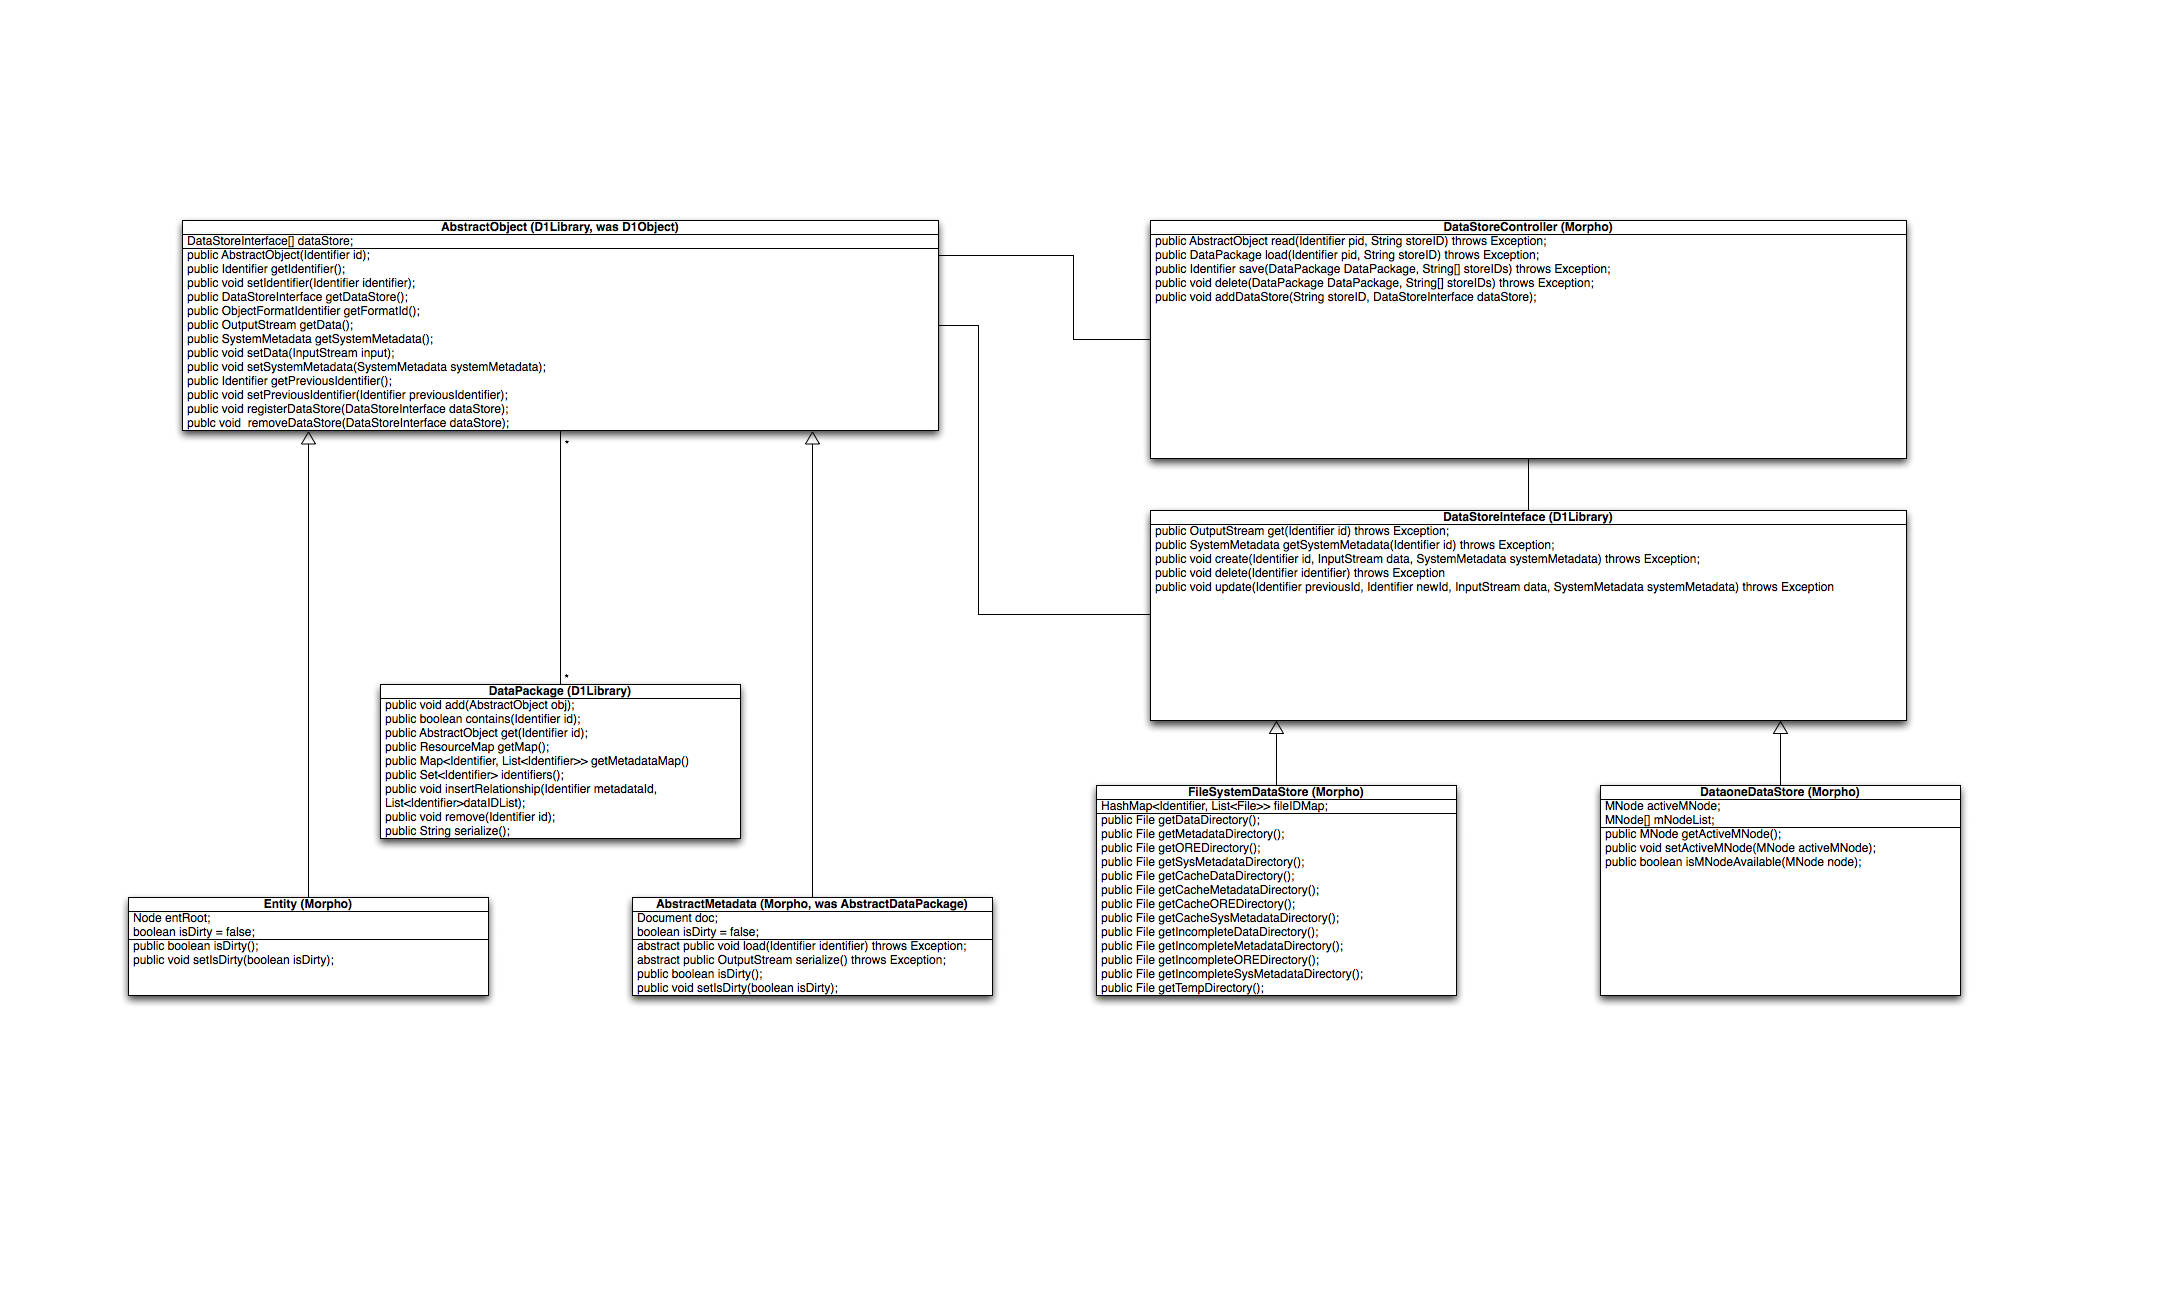 AbstractObject (D1Library, was D1Object)
DataStoreInterface[] dataStore;
public AbstractObject(Identifier id);
public Identifier getIdentifier();
public void setIdentifier(Identifier identifier);
public DataStoreInterface getDataStore();
public ObjectFormatIdentifier getFormatId();
public OutputStream getData();
public SystemMetadata getSystemMetadata();
public void setData(InputStream input);
public void setSystemMetadata(SystemMetadata systemMetadata);
public Identifier getPreviousIdentifier();
public void setPreviousIdentifier(Identifier previousIdentifier);
public void registerDataStore(DataStoreInterface dataStore);
publc void  removeDataStore(DataStoreInterface dataStore);
*
*
DataStoreController (Morpho)
public AbstractObject read(Identifier pid, String storeID) throws Exception;
public DataPackage load(Identifier pid, String storeID) throws Exception;
public Identifier save(DataPackage DataPackage, String[] storeIDs) throws Exception;
public void delete(DataPackage DataPackage, String[] storeIDs) throws Exception;
public void addDataStore(String storeID, DataStoreInterface dataStore);
DataStoreInteface (D1Library)
public OutputStream get(Identifier id) throws Exception;
public SystemMetadata getSystemMetadata(Identifier id) throws Exception;
public void create(Identifier id, InputStream data, SystemMetadata systemMetadata) throws Exception;
public void delete(Identifier identifier) throws Exception
public void update(Identifier previousId, Identifier newId, InputStream data, SystemMetadata systemMetadata) throws Exception
DataPackage (D1Library)
public void add(AbstractObject obj);
public boolean contains(Identifier id);
public AbstractObject get(Identifier id);
public ResourceMap getMap();
public Map<Identifier, List<Identifier>> getMetadataMap()
public Set<Identifier> identifiers();
public void insertRelationship(Identifier metadataId,
List<Identifier>dataIDList);
public void remove(Identifier id);
public String serialize();
Entity (Morpho)
Node entRoot;
boolean isDirty = false;
public boolean isDirty();
public void setIsDirty(boolean isDirty);
AbstractMetadata (Morpho, was AbstractDataPackage)
Document doc;
boolean isDirty = false;
abstract public void load(Identifier identifier) throws Exception;
abstract public OutputStream serialize() throws Exception;
public boolean isDirty();
public void setIsDirty(boolean isDirty);
FileSystemDataStore (Morpho)
HashMap<Identifier, List<File>> fileIDMap;
public File getDataDirectory();
public File getMetadataDirectory();
public File getOREDirectory();
public File getSysMetadataDirectory();
public File getCacheDataDirectory();
public File getCacheMetadataDirectory();
public File getCacheOREDirectory();
public File getCacheSysMetadataDirectory();
public File getIncompleteDataDirectory();
public File getIncompleteMetadataDirectory();
public File getIncompleteOREDirectory();
public File getIncompleteSysMetadataDirectory();
public File getTempDirectory();
DataoneDataStore (Morpho)
MNode activeMNode;
MNode[] mNodeList;
public MNode getActiveMNode();
public void setActiveMNode(MNode activeMNode);
public boolean isMNodeAvailable(MNode node);